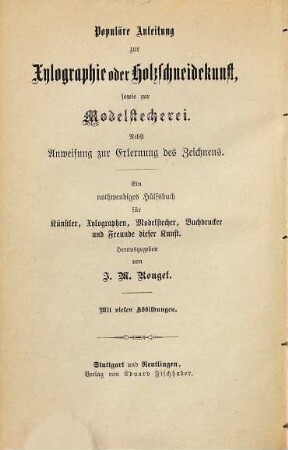 Populäre Anleitung
zur
Xylographie oder Holzschneidekunst,
sowie zur
Modelstecherei.
Nebst
Anweisung zur Erlernung des Zeichnens.
Ein
nothwendiges Hülfsbuch
für
Künstler, Xylographen, Modelstecher, Buchdrucker
und Freunde dieser Kunst.
Herausgegeben
von
J. M. Rouget.
Mit vielen Abbildungen.
Stuttgart und Reutlingen,
Verlag von Eduard Fischhaber.